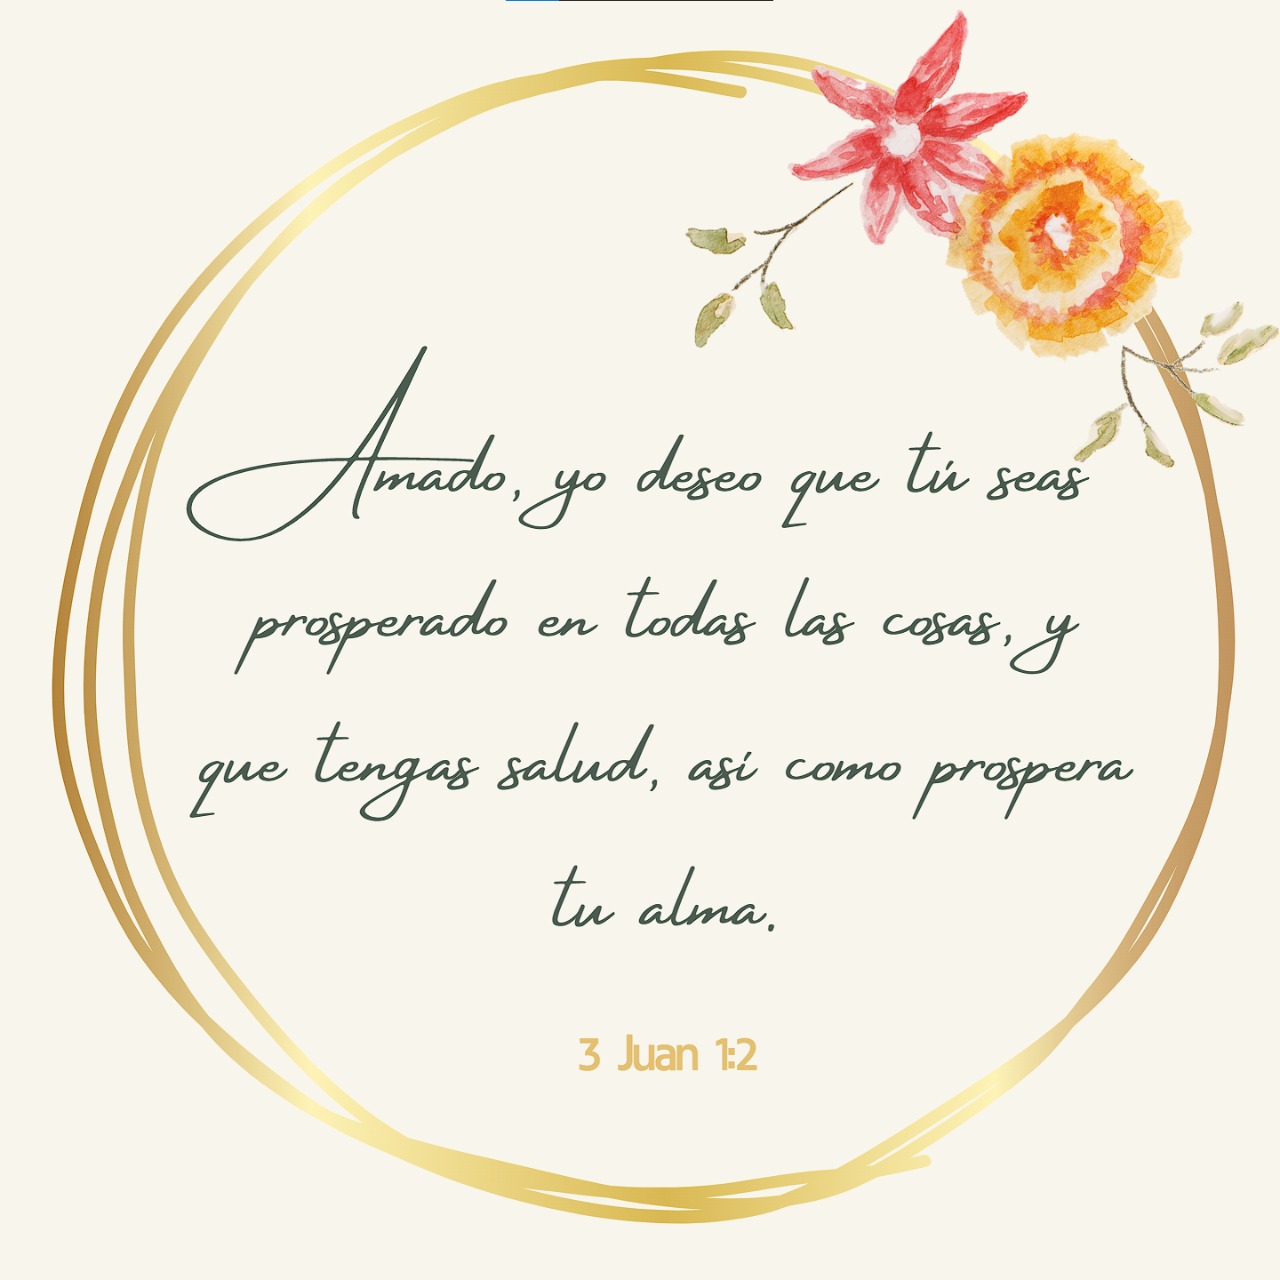 Amado, yo deseo que tú seas
prosperado en todas las cosas, y
que tengas salud, así como prospera
tu alma.
3 Juan 1:2